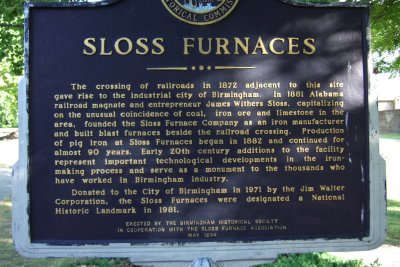 SLOSS FURNACES
The crossing of railroads in 1872 adjacent to this site
gave rise to the industrial city of Birmingham. In 1881 Alabama
railroad magnate and entrepreneur James Withers Sloss, capitalizing
on the unusual coincidence of coal, iron ore and limestone in the
area, founded the Sloss Furnace Company as an iron manufacturer
and built blast furnaces beside the railroad crossing. Production
of pig iron at Sloss Furnaces began in 1882 and continued for
almost 90 years. Early 20th century additions to the facility
represent important technological developments in the iron-
making process and serve as a monument to the thousands who
have worked in Birmingham industry.
Donated to the City of Birmingham in 1971 by the Jim Walter
Corporation, the Sloss Furnaces were designated a National
Historic Landmark in 1981.
ERECTED BY THE BIRMINGHAM HISTORICAL SOCIETY
IN COOPERATION WITH THE SLOSS FURNACE ASSOCIATION
MAY